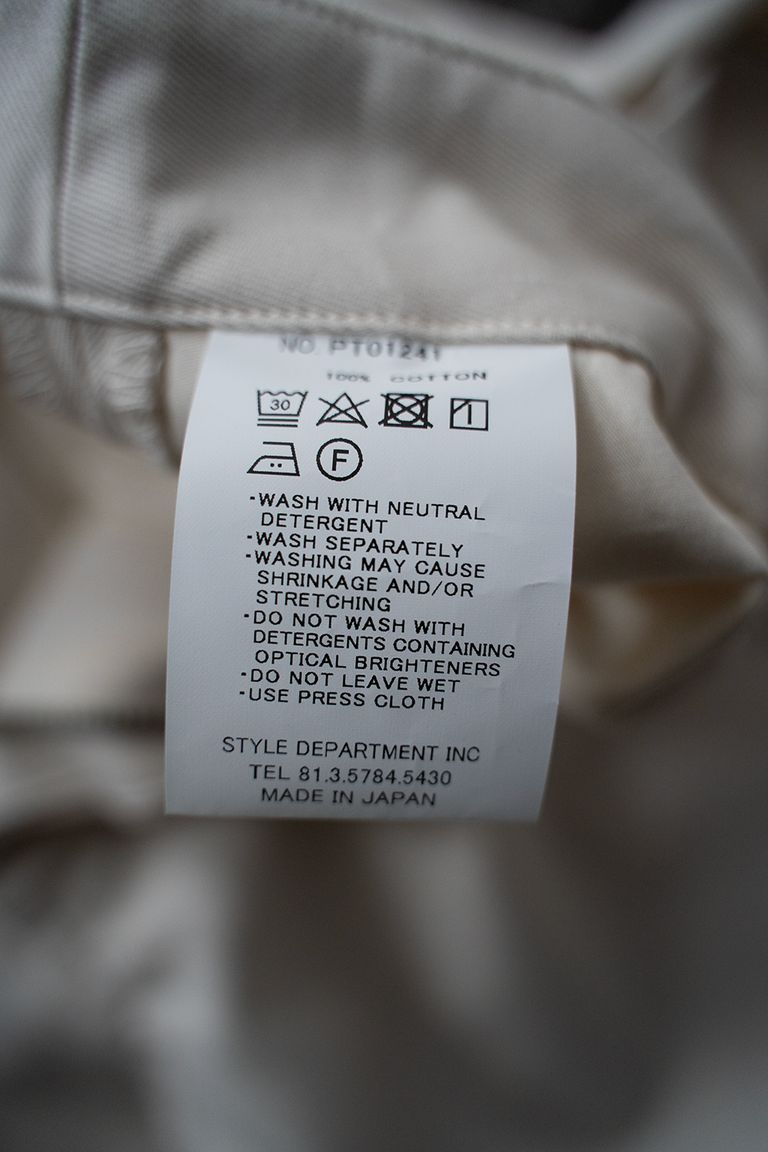 NO. PT01241
100% COTTON
30
F
-WASH WITH NEUTRAL
DETERGENT
-WASH SEPARATELY
-WASHING MAY CAUSE
SHRINKAGE AND/OR
STRETCHING
-DO NOT WASH WITH
DETERGENTS CONTAINING
OPTICAL BRIGHTENERS
-DO NOT LEAVE WET
-USE PRESS CLOTH
STYLE DEPARTMENT INC
TEL 81.3.5784.5430
MADE IN JAPAN